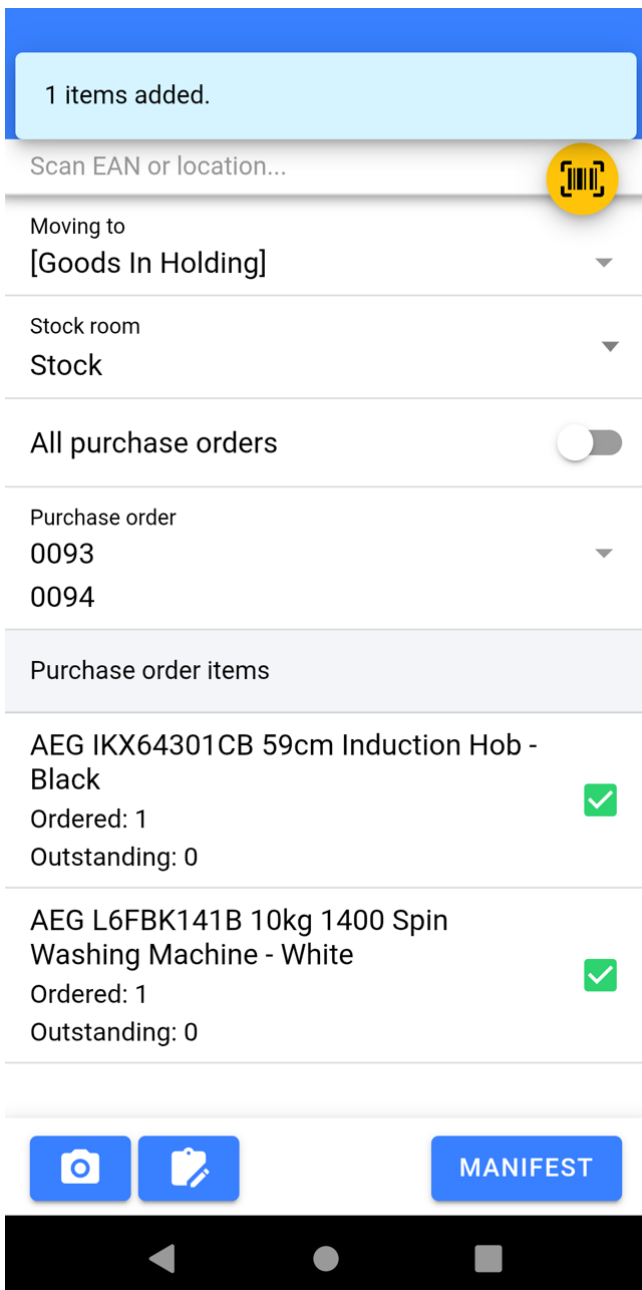 1 items added.
Scan EAN or location...
Moving to
[Goods In Holding]
Stock room
Stock
All purchase orders
Purchase order
0093
0094
Purchase order items
AEG IKX64301CB 59cm Induction Hob -
Black
Ordered: 1
Outstanding: 0
AEG L6FBK141B 10kg 1400 Spin
Washing Machine - White
Ordered: 1
Outstanding: 0
MANIFEST